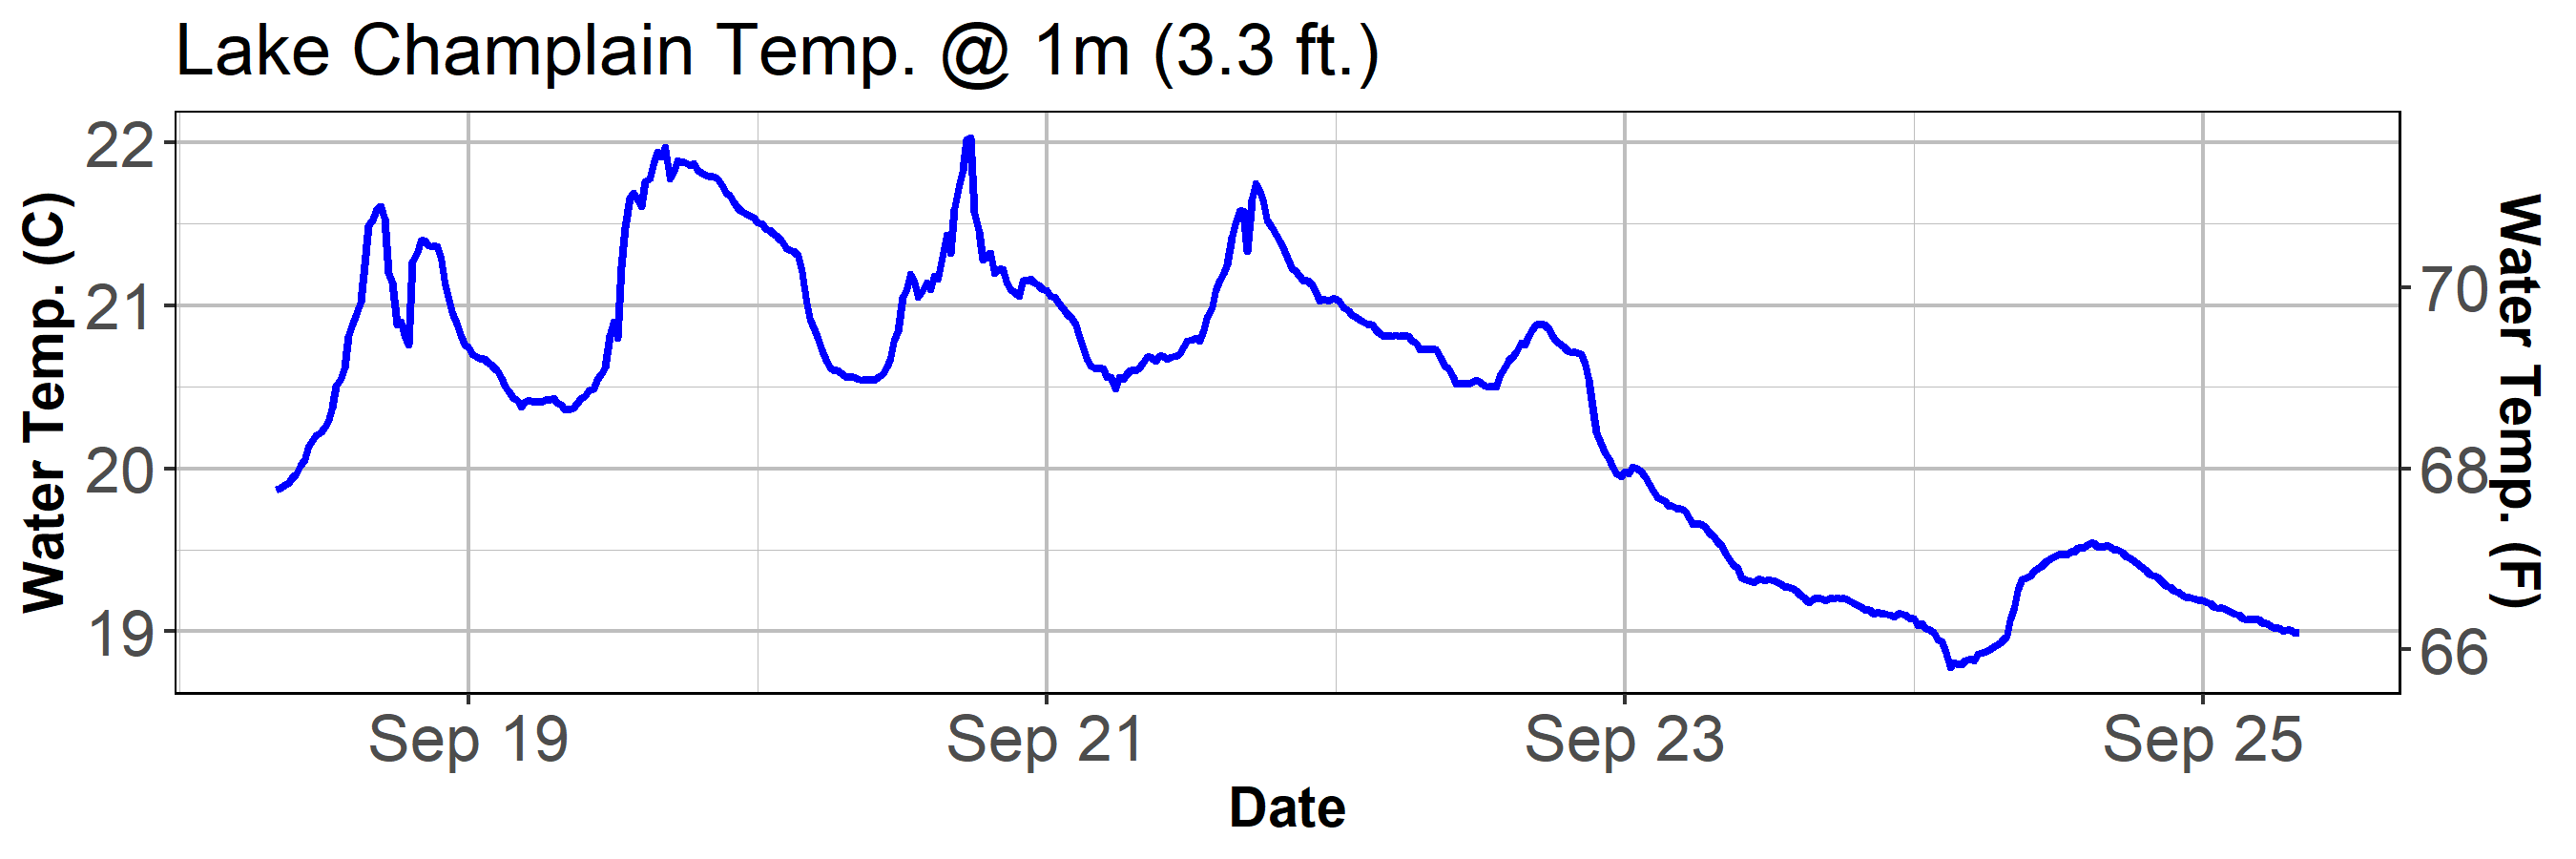 Lake Champlain Temp. @ 1m (3.3 ft.)
Water Temp. (C)
22
21
20
19
70
68
66
Water Temp. (F)
Sep 19
Sep 21
Sep 23
Sep 25
Date